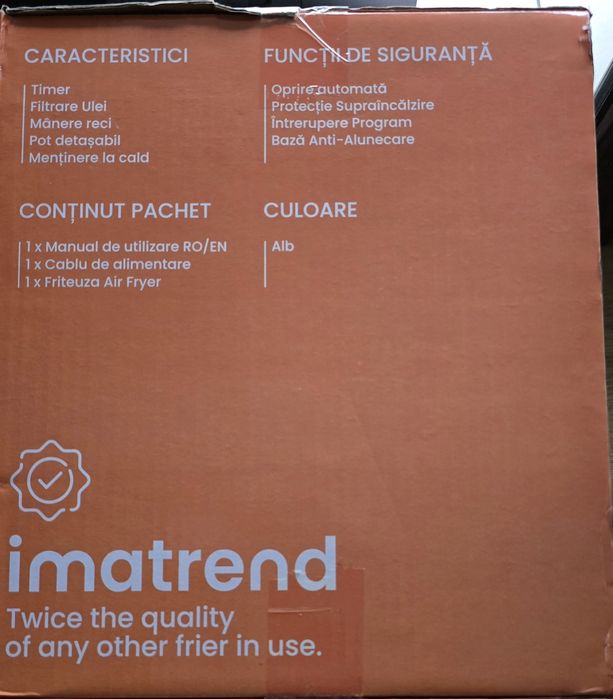 CARACTERISTICI
Timer
Filtrare Ulei
Mânere reci
Pot detașabil
Menținere la cald
FUNCȚII DE SIGURANȚĂ
Oprire automată
Protecție Supraîncălzire
Întrerupere Program
Bază Anti-Alunecare
CONȚINUT PACHET
1 x Manual de utilizare RO/EN
1 x Cablu de alimentare
1 x Friteuza Air Fryer
CULOARE
Alb
imatrend
Twice the quality
of any other frier in use.